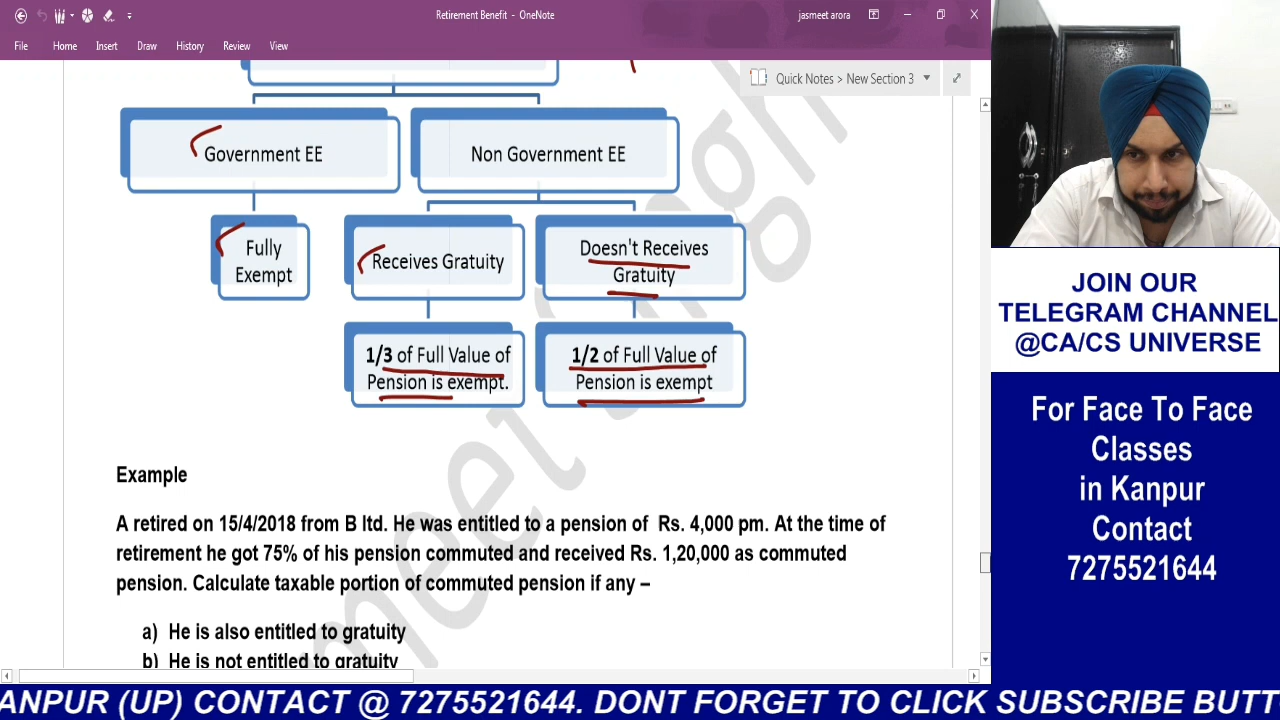 Retirement Benefit - OneNote
jasmeet arora
File Home Insert Draw History Review View
Quick Notes > New Section 3
Government EE
Non Government EE
Fully
Exempt
Receives Gratuity
Doesn't Receives
Gratuity
1/3 of Full Value of
Pension is exempt.
1/2 of Full Value of
Pension is exempt
Example
A retired on 15/4/2018 from B ltd. He was entitled to a pension of Rs. 4,000 pm. At the time of
retirement he got 75% of his pension commuted and received Rs. 1,20,000 as commuted
pension. Calculate taxable portion of commuted pension if any –
a) He is also entitled to gratuity
b) He is not entitled to gratuity
JOIN OUR
TELEGRAM CHANNEL
@CA/CS UNIVERSE
For Face To Face
Classes
in Kanpur
Contact
7275521644
ANPUR (UP) CONTACT @ 7275521644. DONT FORGET TO CLICK SUBSCRIBE BUTT